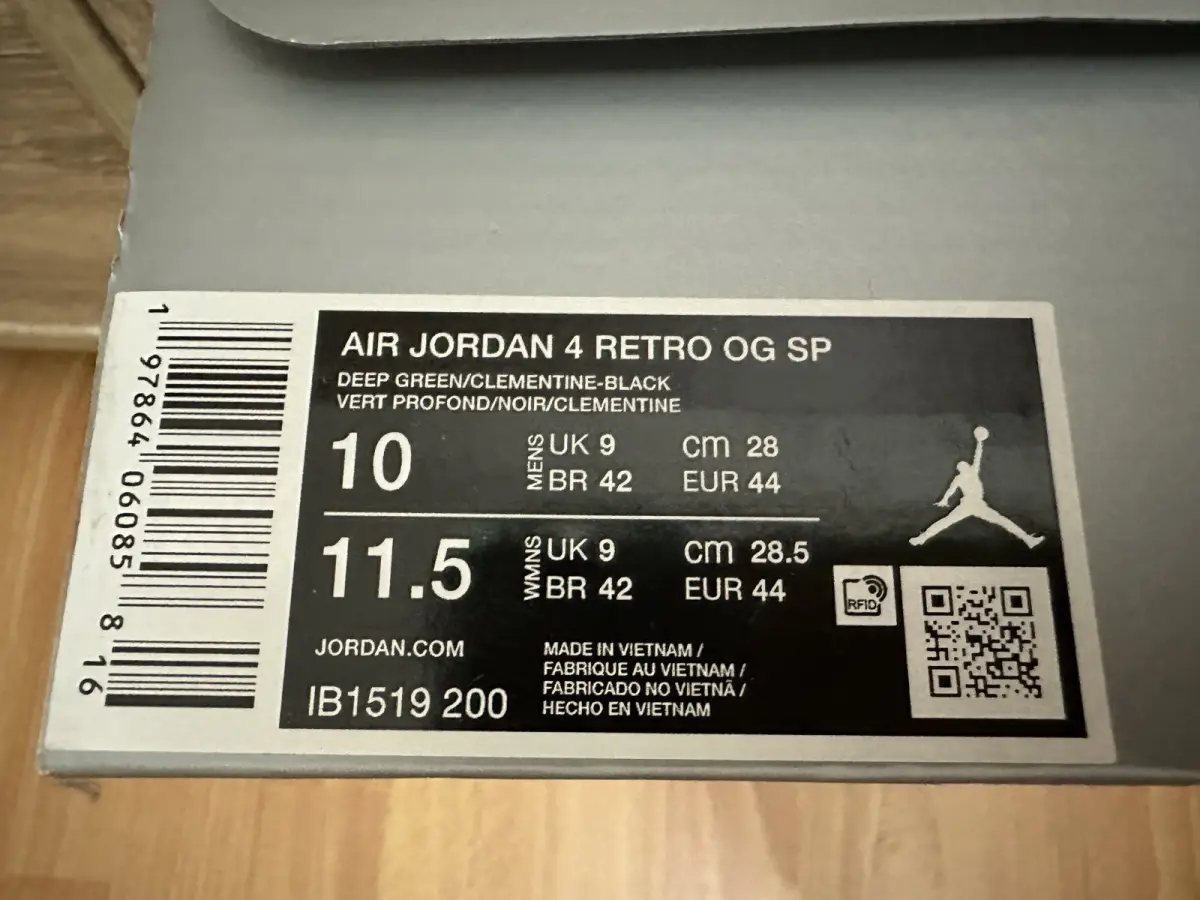 AIR JORDAN 4 RETRO OG SP
DEEP GREEN/CLEMENTINE-BLACK
VERT PROFOND/NOIR/CLEMENTINE
10
MENS
UK 9
cm 28
BR 42
EUR 44
11.5
WMNS
UK 9
cm 28.5
BR 42
EUR 44
JORDAN.COM
IB1519 200
MADE IN VIETNAM /
FABRIQUE AU VIETNAM /
FABRICADO NO VIETNÃ /
HECHO EN VIETNAM
RFID
1 97864 06085 8 16